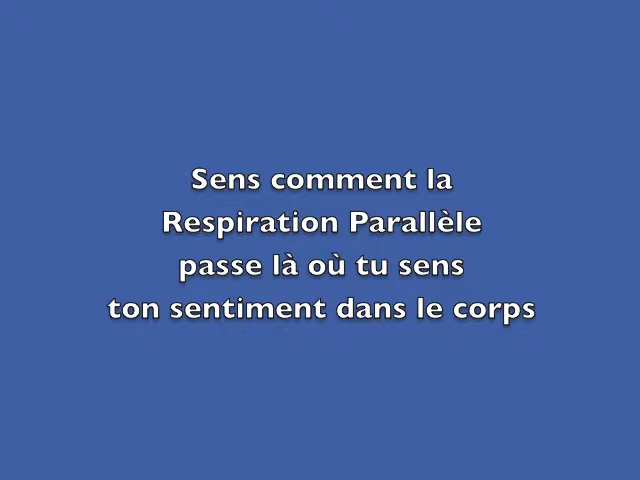 Sens comment la
Respiration Parallèle
passe là où tu sens
ton sentiment dans le corps